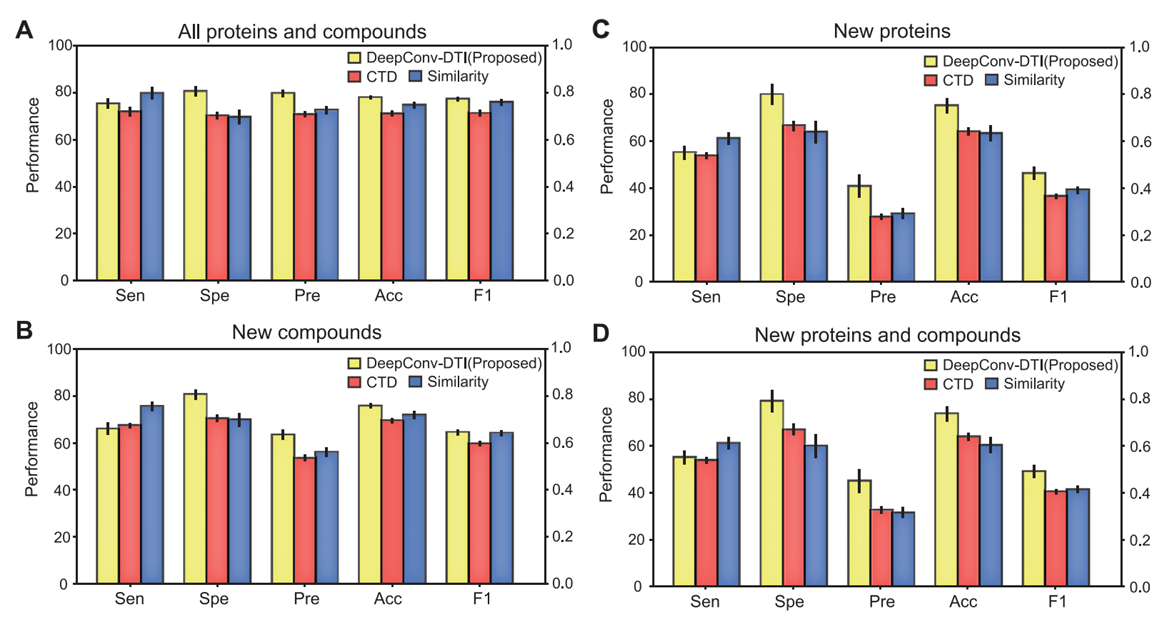 A
All proteins and compounds
DeepConv-DTI(Proposed)
CTD Similarity
Performance
100
80
60
40
20
0
1.0
0.8
0.6
0.4
0.2
0.0
Sen Spe Pre Acc F1
B
New compounds
DeepConv-DTI(Proposed)
CTD Similarity
Performance
100
80
60
40
20
0
1.0
0.8
0.6
0.4
0.2
0.0
Sen Spe Pre Acc F1
C
New proteins
DeepConv-DTI(Proposed)
CTD Similarity
Performance
100
80
60
40
20
0
1.0
0.8
0.6
0.4
0.2
0.0
Sen Spe Pre Acc F1
D
New proteins and compounds
DeepConv-DTI(Proposed)
CTD Similarity
Performance
100
80
60
40
20
0
1.0
0.8
0.6
0.4
0.2
0.0
Sen Spe Pre Acc F1